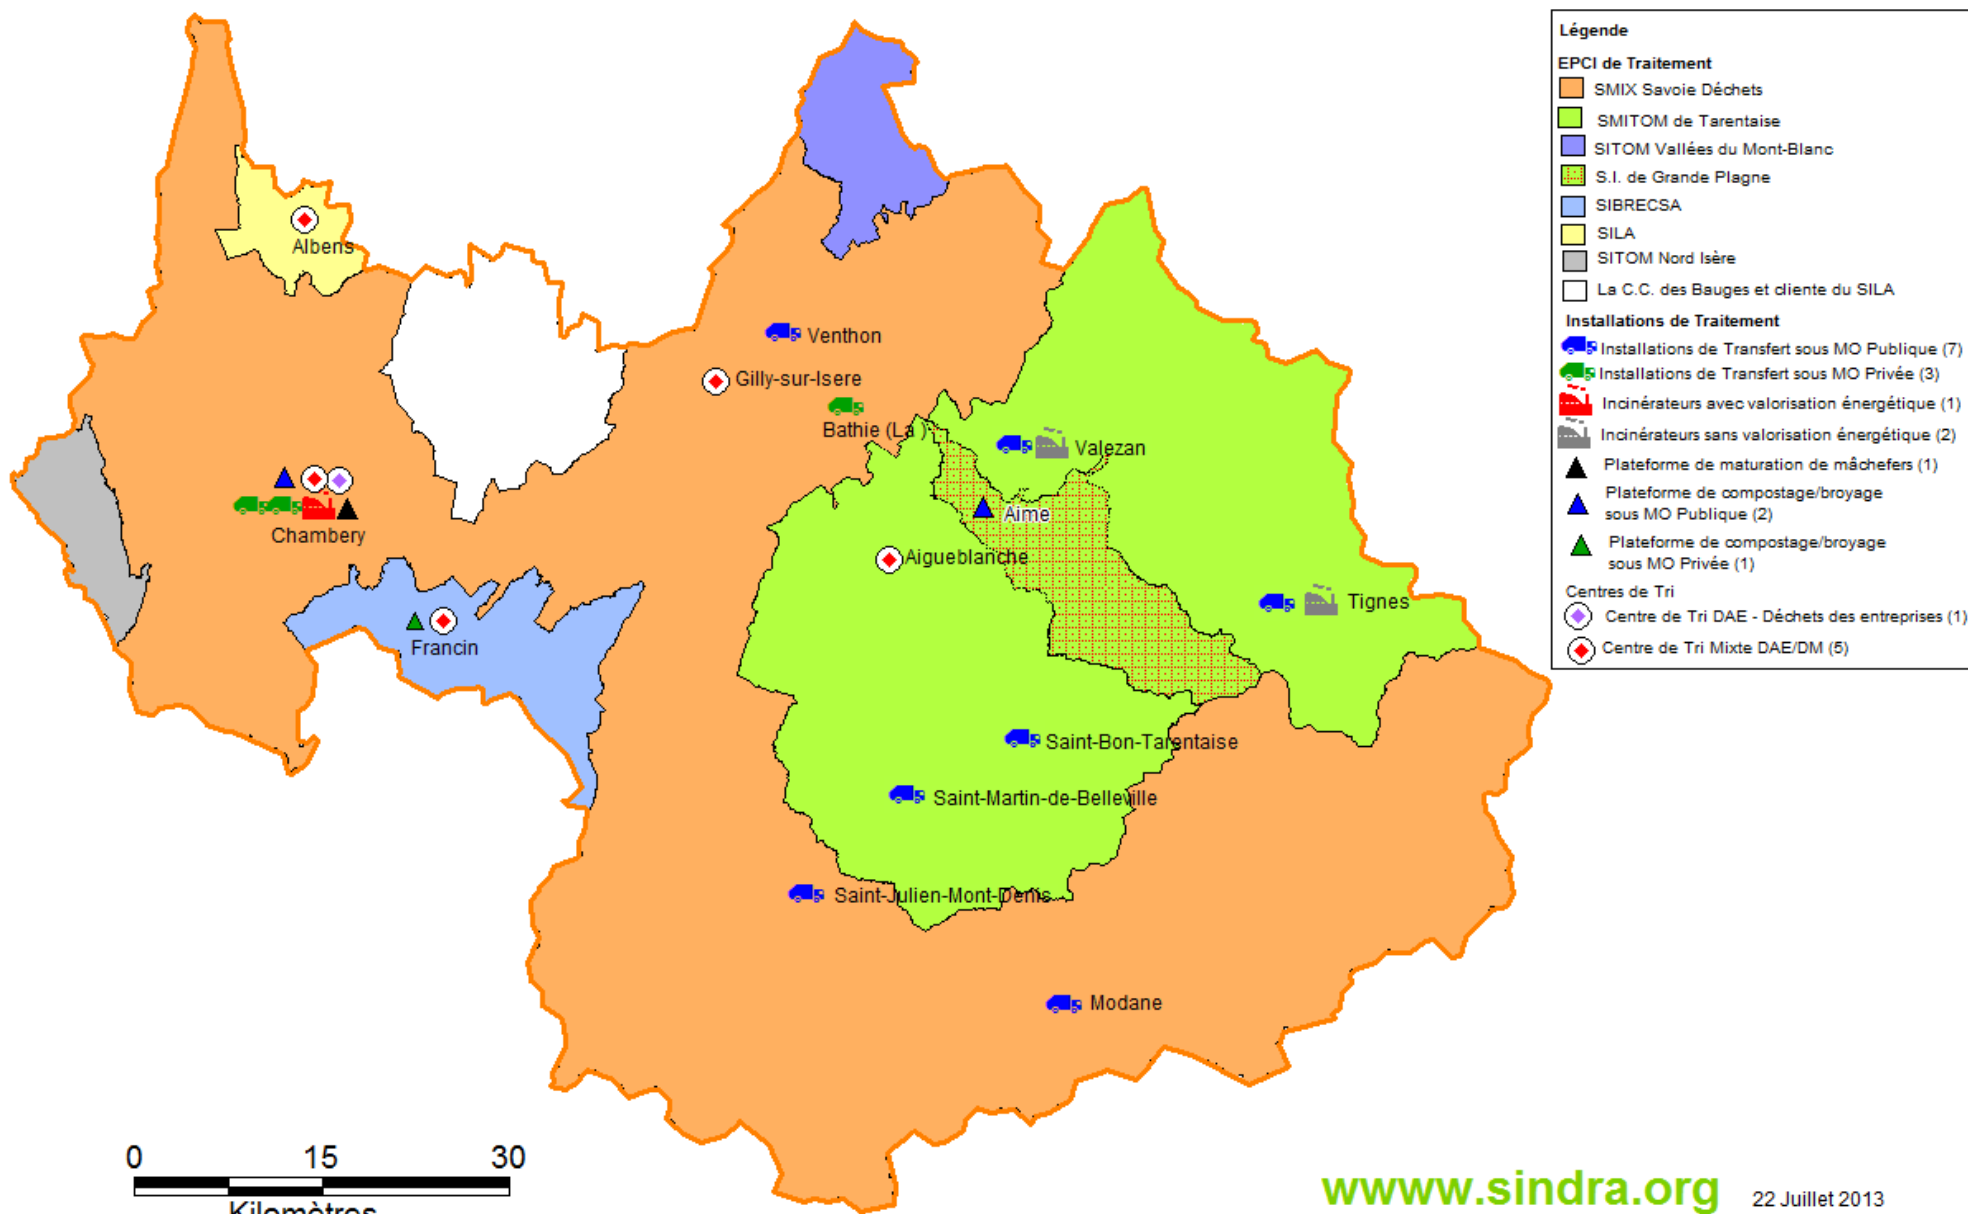 Légende
EPCI de Traitement
SMIX Savoie Déchets
SMITOM de Tarentaise
SITOM Vallées du Mont-Blanc
S.I. de Grande Plagne
SIBRECSA
SILA
SITOM Nord Isère
La C.C. des Bauges et cliente du SILA
Installations de Traitement
Installations de Transfert sous MO Publique (7)
Installations de Transfert sous MO Privée (3)
Incinérateurs avec valorisation énergétique (1)
Incinérateurs sans valorisation énergétique (2)
Plateforme de maturation de mâchefers (1)
Plateforme de compostage/broyage
sous MO Publique (2)
Plateforme de compostage/broyage
sous MO Privée (1)
Centres de Tri
Centre de Tri DAE - Déchets des entreprises (1)
Centre de Tri Mixte DAE/DM (5)
Albens
Venthon
Gilly-sur-Isere
Bathie (La )
Valezan
Aime
Chambery
Aigueblanche
Tignes
Francin
Saint-Bon-Tarentaise
Saint-Martin-de-Belleville
Saint-Julien-Mont-Denis
Modane
0 15 30
Kilomètres
wwww.sindra.org
22 Juillet 2013